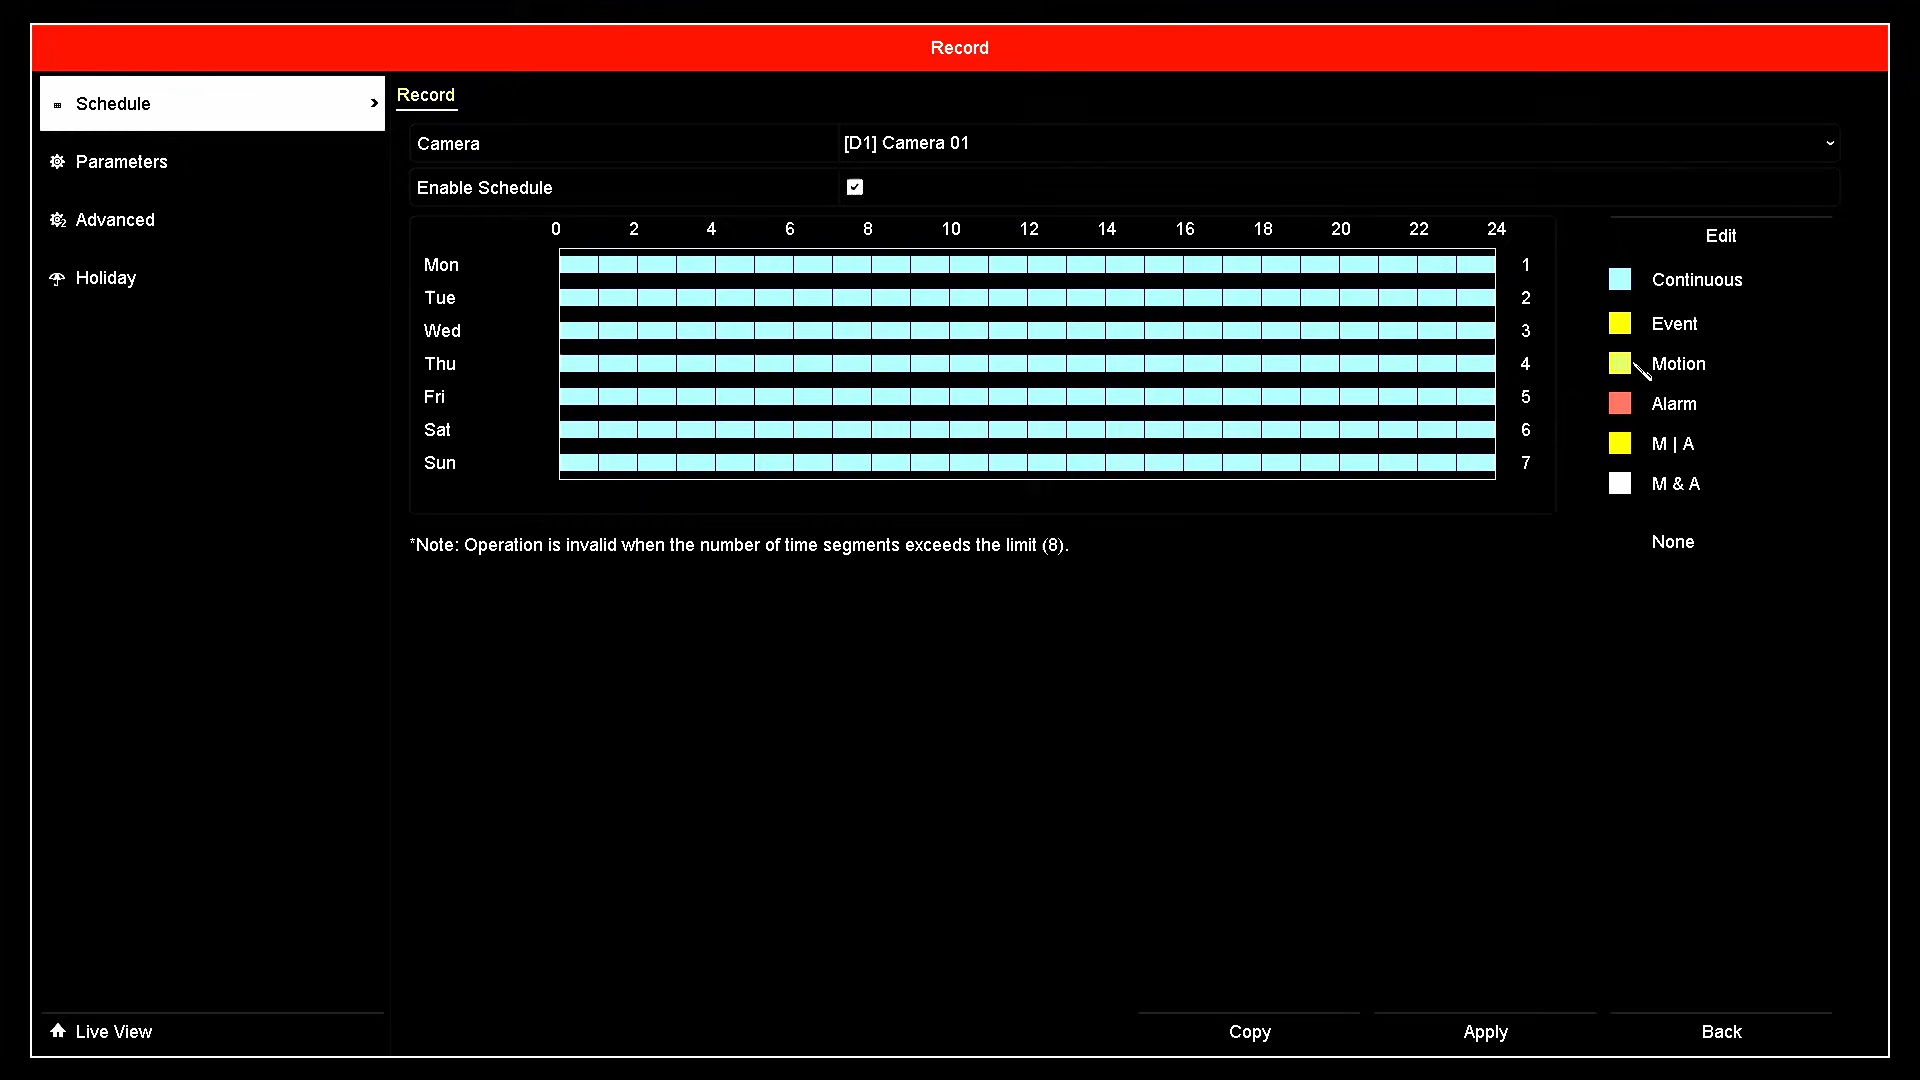 Record
Schedule
Parameters
Advanced
Holiday
Live View
Record
Camera [D1] Camera 01
Enable Schedule
0 2 4 6 8 10 12 14 16 18 20 22 24
Mon 1
Tue 2
Wed 3
Thu 4
Fri 5
Sat 6
Sun 7
*Note: Operation is invalid when the number of time segments exceeds the limit (8).
Edit
Continuous
Event
Motion
Alarm
M | A
M & A
None
Copy Apply Back